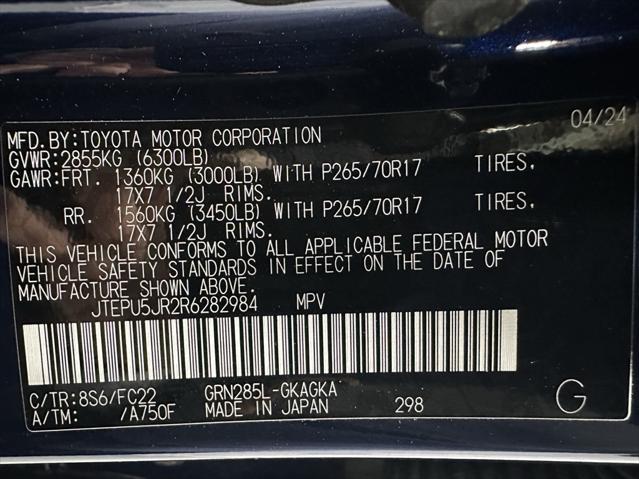 04/24
MFD.BY:TOYOTA MOTOR CORPORATION
GVWR:2855KG (6300LB)
GAWR:FRT. 1360KG (3000LB) WITH P265/70R17 TIRES,
17X7 1/2J RIMS.
RR. 1560KG (3450LB) WITH P265/70R17 TIRES,
17X7 1/2J RIMS.
THIS VEHICLE CONFORMS TO ALL APPLICABLE FEDERAL MOTOR
VEHICLE SAFETY STANDARDS IN EFFECT ON THE DATE OF
MANUFACTURE SHOWN ABOVE.
JTEPU5JR2R6282984 MPV
C/TR:8S6/FC22 GRN285L-GKAGKA
A/TM: /A750F MADE IN JAPAN 298 G